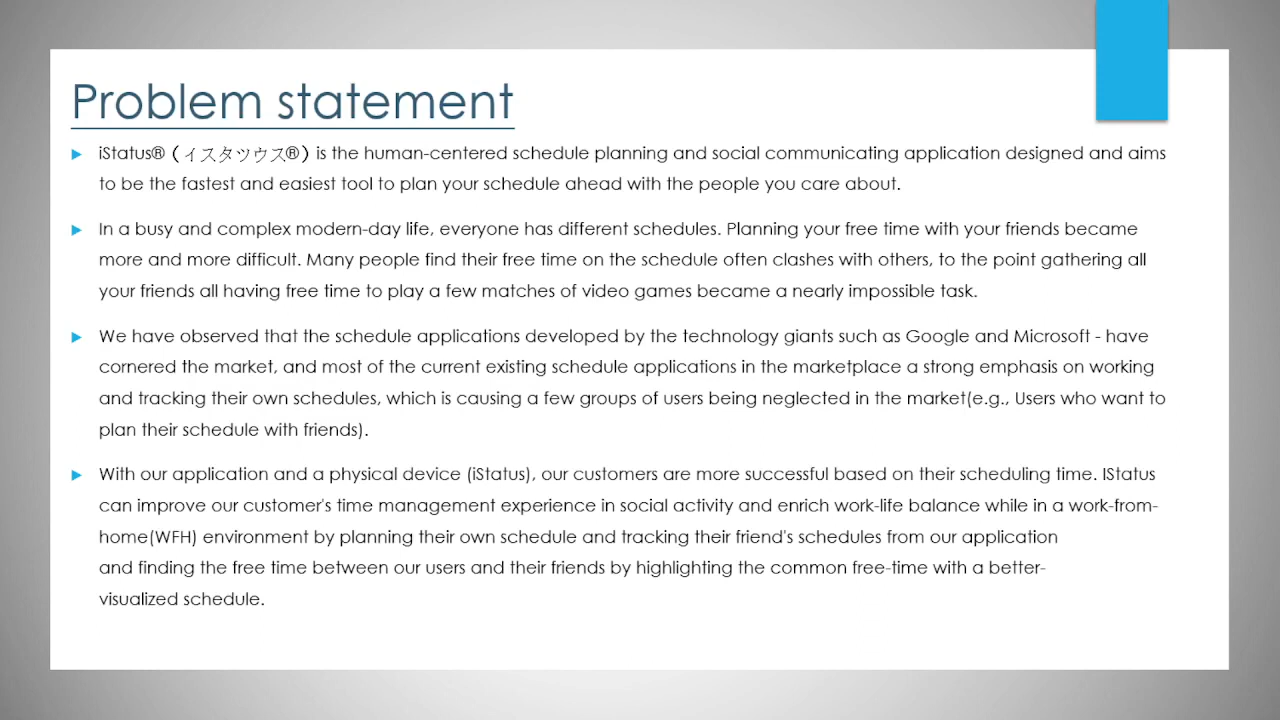 Problem statement
iStatus®（イスタツウス®）is the human-centered schedule planning and social communicating application designed and aims
to be the fastest and easiest tool to plan your schedule ahead with the people you care about.
In a busy and complex modern-day life, everyone has different schedules. Planning your free time with your friends became
more and more difficult. Many people find their free time on the schedule often clashes with others, to the point gathering all
your friends all having free time to play a few matches of video games became a nearly impossible task.
We have observed that the schedule applications developed by the technology giants such as Google and Microsoft - have
cornered the market, and most of the current existing schedule applications in the marketplace a strong emphasis on working
and tracking their own schedules, which is causing a few groups of users being neglected in the market(e.g., Users who want to
plan their schedule with friends).
With our application and a physical device (iStatus), our customers are more successful based on their scheduling time. IStatus
can improve our customer's time management experience in social activity and enrich work-life balance while in a work-from-
home(WFH) environment by planning their own schedule and tracking their friend's schedules from our application
and finding the free time between our users and their friends by highlighting the common free-time with a better-
visualized schedule.